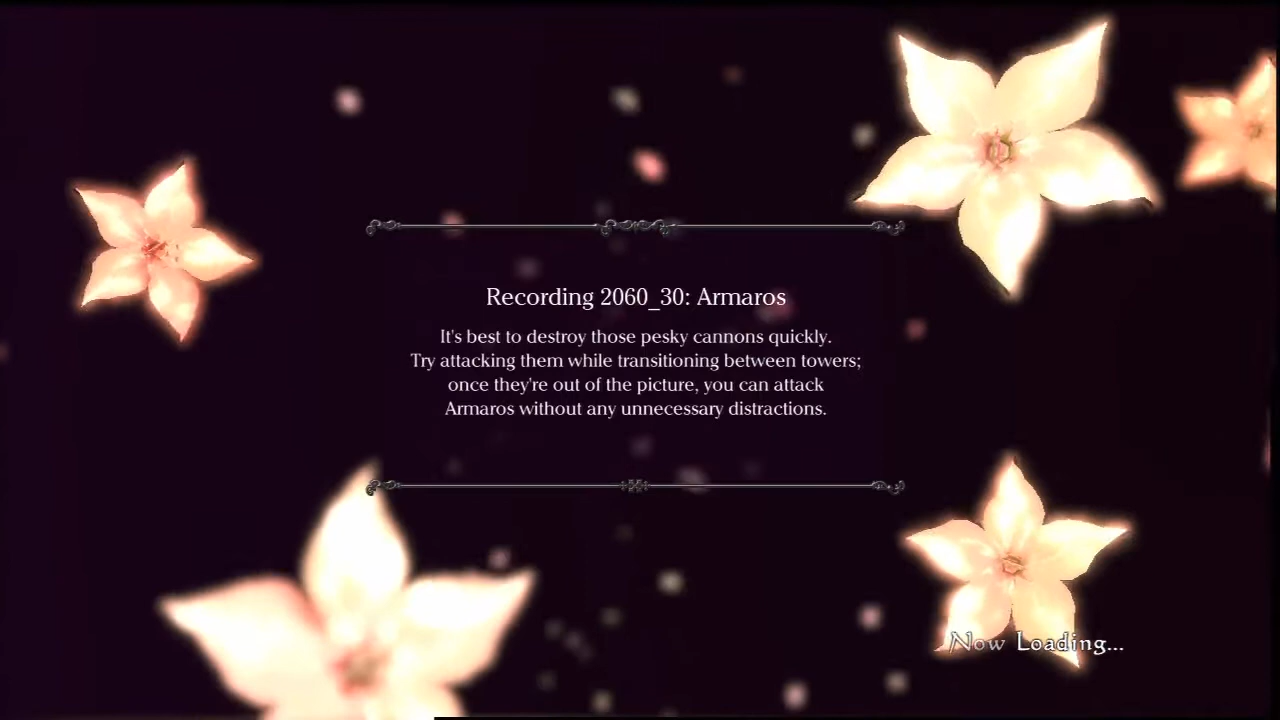 Recording 2060_30: Armaros
It's best to destroy those pesky cannons quickly.
Try attacking them while transitioning between towers;
once they're out of the picture, you can attack
Armaros without any unnecessary distractions.
Now Loading...